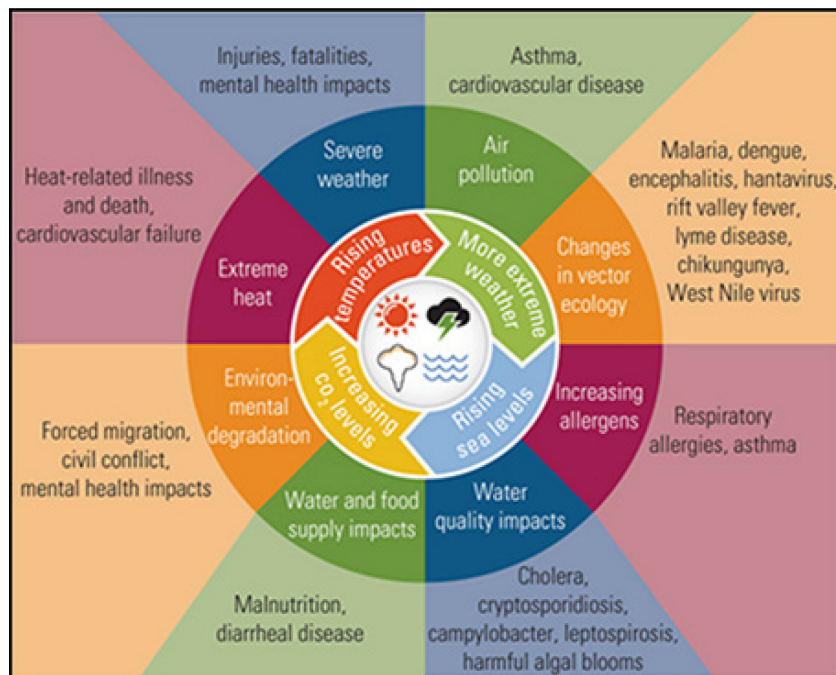 Injuries, fatalities,
mental health impacts
Asthma,
cardiovascular disease
Severe
weather
Air
pollution
Heat-related illness
and death,
cardiovascular failure
Malaria, dengue,
encephalitis, hantavirus,
rift valley fever,
lyme disease,
chikungunya,
West Nile virus
Extreme
heat
Rising
temperatures
More extreme
weather
Changes
in vector
ecology
Environ-
mental
degradation
Increasing
co2 levels
Rising
sea levels
Increasing
allergens
Forced migration,
civil conflict,
mental health impacts
Respiratory
allergies, asthma
Water and food
supply impacts
Water
quality impacts
Malnutrition,
diarrheal disease
Cholera,
cryptosporidiosis,
campylobacter, leptospirosis,
harmful algal blooms